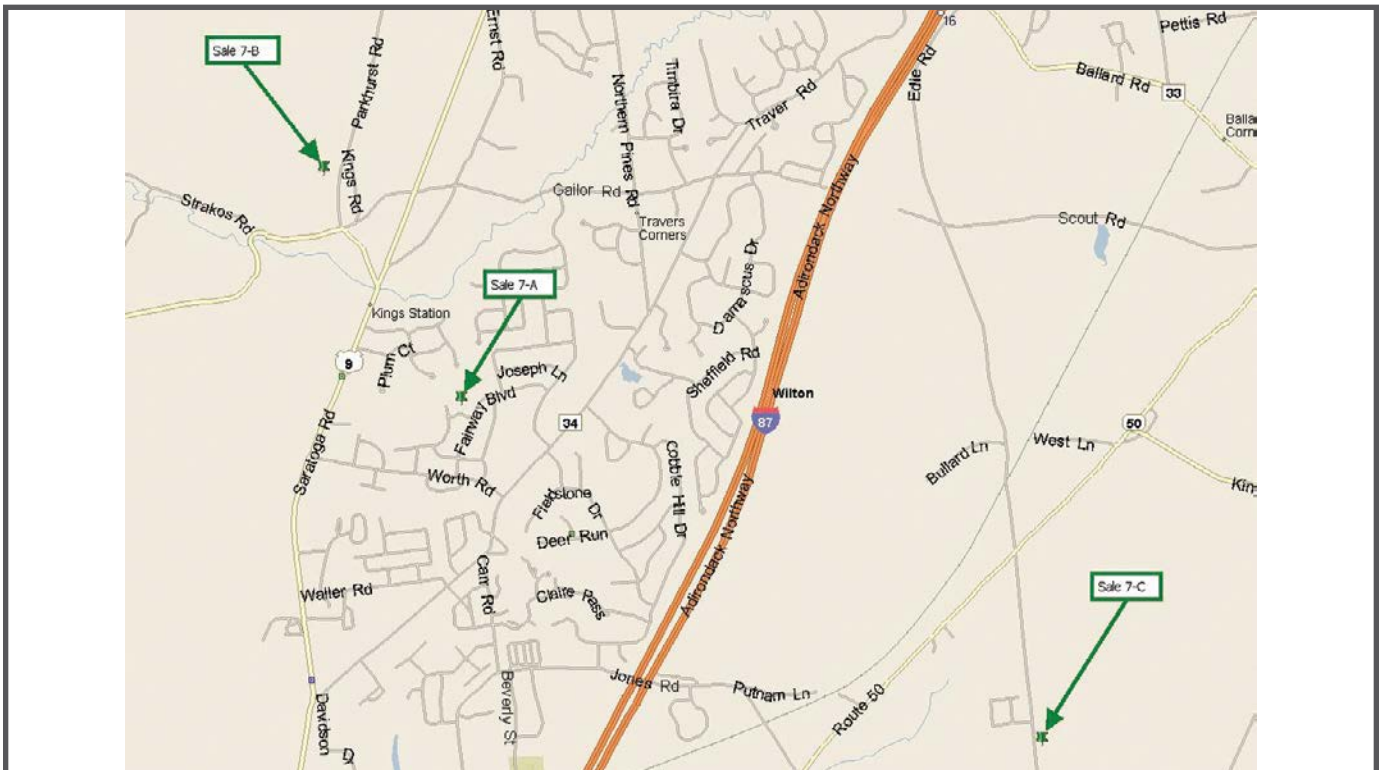 16
Pettis Rd
Ernst Rd
Sale 7-B
Parkhurst Rd
Northern Pines Rd
Timbira Dr
Traver Rd
Edie Rd
Ballard Rd
33
Kings Rd
Strakos Rd
Gailor Rd
Travers
Corners
Adirondack Northway
Scout Rd
Damascus Dr
Sale 7-A
Kings Station
9
Plum Ct
Joseph Ln
Sheffield Rd
Wilton
Fairway Blvd
34
87
50
West Ln
Bullard Ln
Saratoga Rd
Worth Rd
Cobble Hill Dr
Fieldstone Dr
Deer Run
Adirondack Northway
Waller Rd
Carr Rd
Claire Pass
Sale 7-C
Jones Rd
Putnam Ln
Route 50
Beverly St
Davidson D